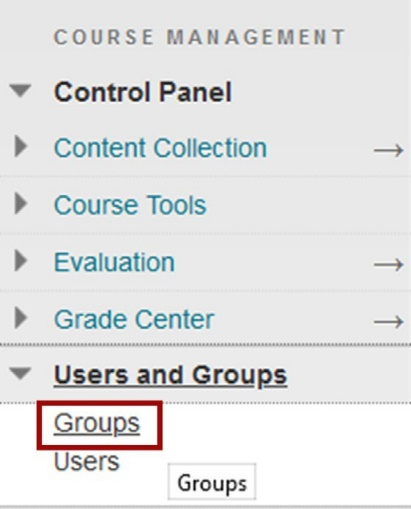 COURSE MANAGEMENT
Control Panel
Content Collection
Course Tools
Evaluation
Grade Center
Users and Groups
Groups
Users
Groups